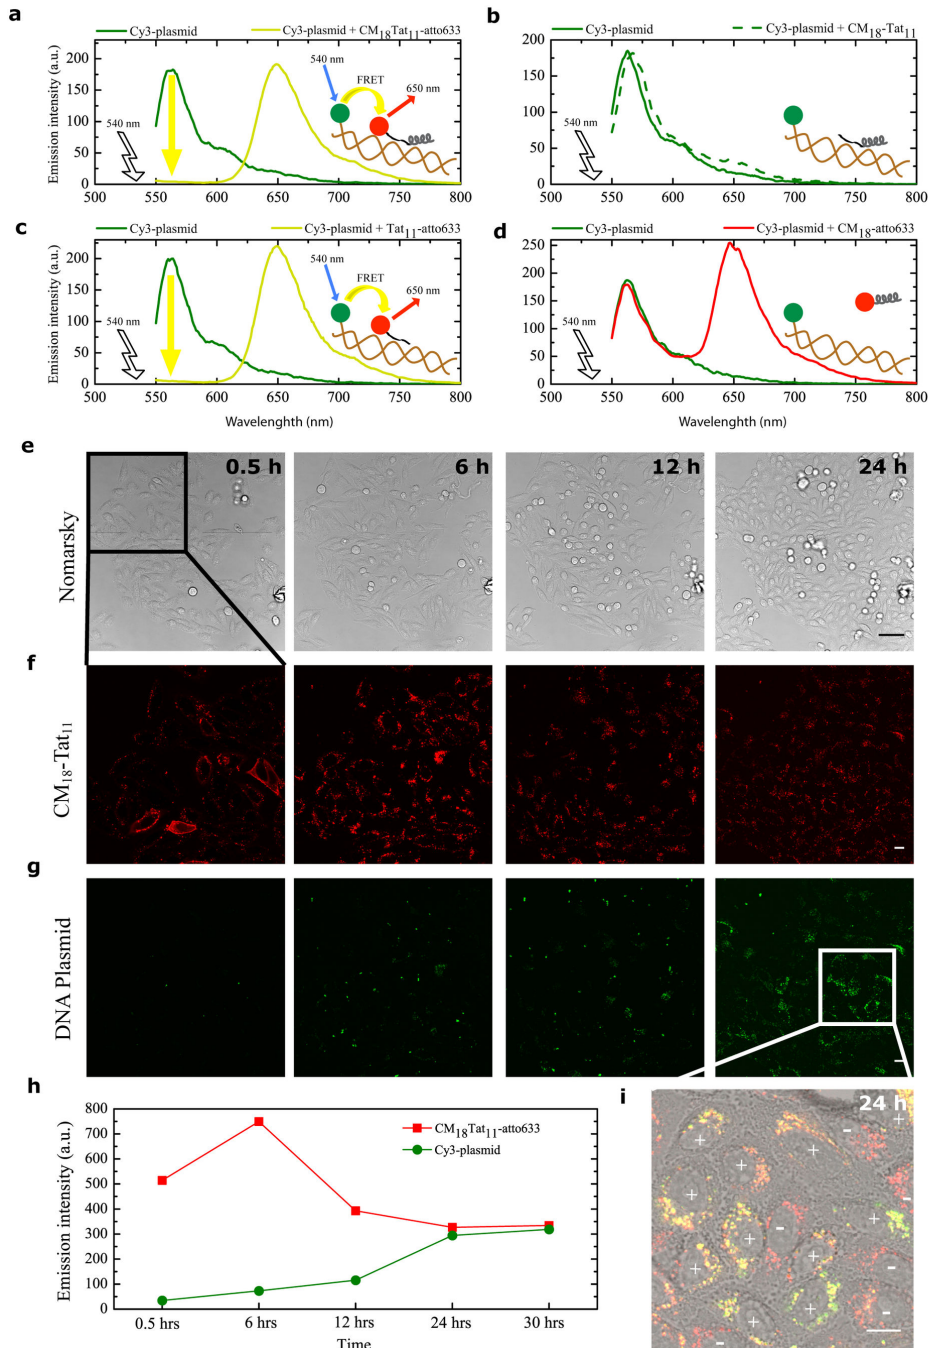 a
Cy3-plasmid
Cy3-plasmid + CM18Tat11-atto633
Emission intensity (a.u.)
200
150
100
50
0
540 nm
540 nm
FRET
650 nm
500 550 600 650 700 750 800
b
Cy3-plasmid
Cy3-plasmid + CM18-Tat11
200
150
100
50
0
540 nm
500 550 600 650 700 750 800
c
Cy3-plasmid
Cy3-plasmid + Tat11-atto633
Emission intensity (a.u.)
200
150
100
50
0
540 nm
540 nm
FRET
650 nm
500 550 600 650 700 750 800
Wavelenghth (nm)
d
Cy3-plasmid
Cy3-plasmid + CM18-atto633
250
200
150
100
50
0
540 nm
500 550 600 650 700 750 800
Wavelenghth (nm)
e
Nomarsky
0.5 h
6 h
12 h
24 h
f
CM18-Tat11
g
DNA Plasmid
h
Emission intensity (a.u.)
800
700
600
500
400
300
200
100
0
CM18Tat11-atto633
Cy3-plasmid
0.5 hrs 6 hrs 12 hrs 24 hrs 30 hrs
Time
i
24 h
+ + - +
+ + -
+ + - +
+ + -
- +